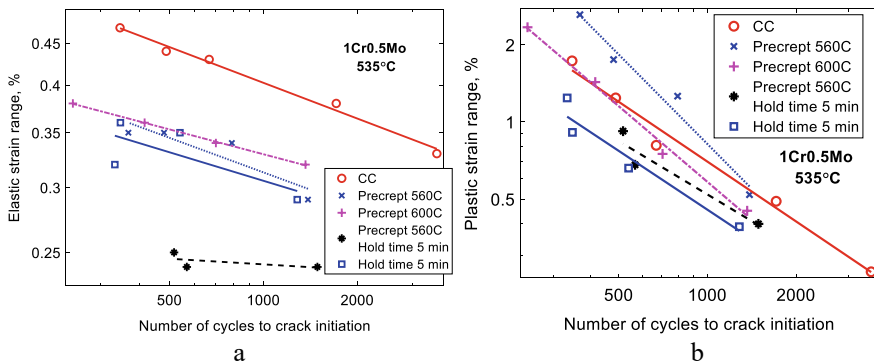 1Cr0.5Mo
535°C
Elastic strain range, %
0.45
0.4
0.35
0.3
0.25
CC
Precrept 560C
Precrept 600C
Precrept 560C
Hold time 5 min
Hold time 5 min
500
1000
2000
Number of cycles to crack initiation
a
CC
Precrept 560C
Precrept 600C
Precrept 560C
Hold time 5 min
Hold time 5 min
1Cr0.5Mo
535°C
Plastic strain range, %
2
1
0.5
500
1000
2000
Number of cycles to crack initiation
b